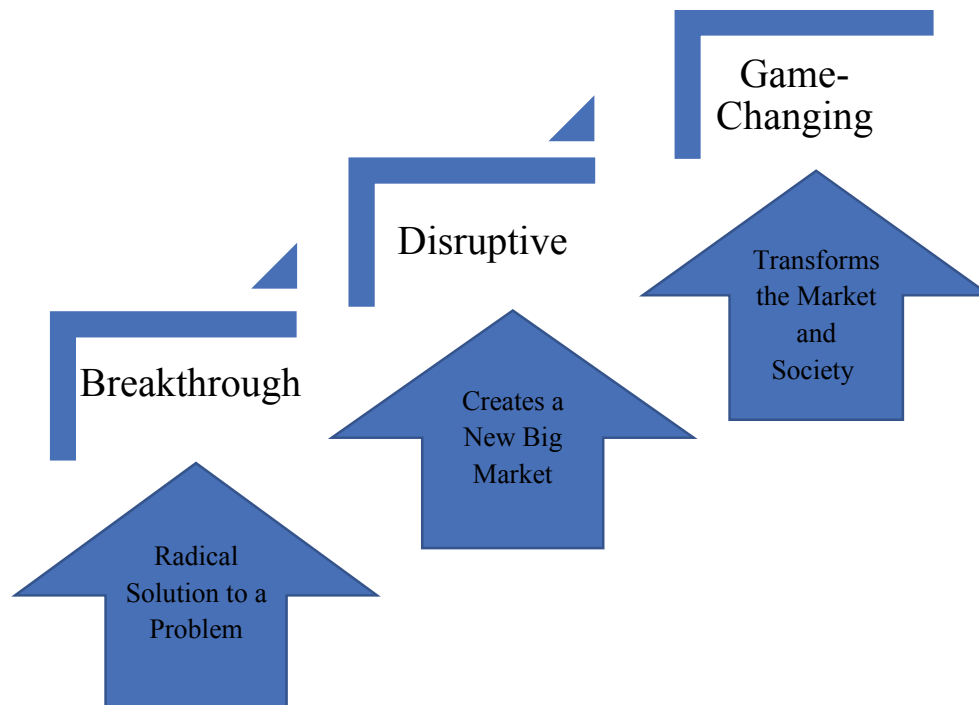 Game-
Changing
Disruptive
Breakthrough
Transforms
the Market
and
Society
Creates a
New Big
Market
Radical
Solution to a
Problem